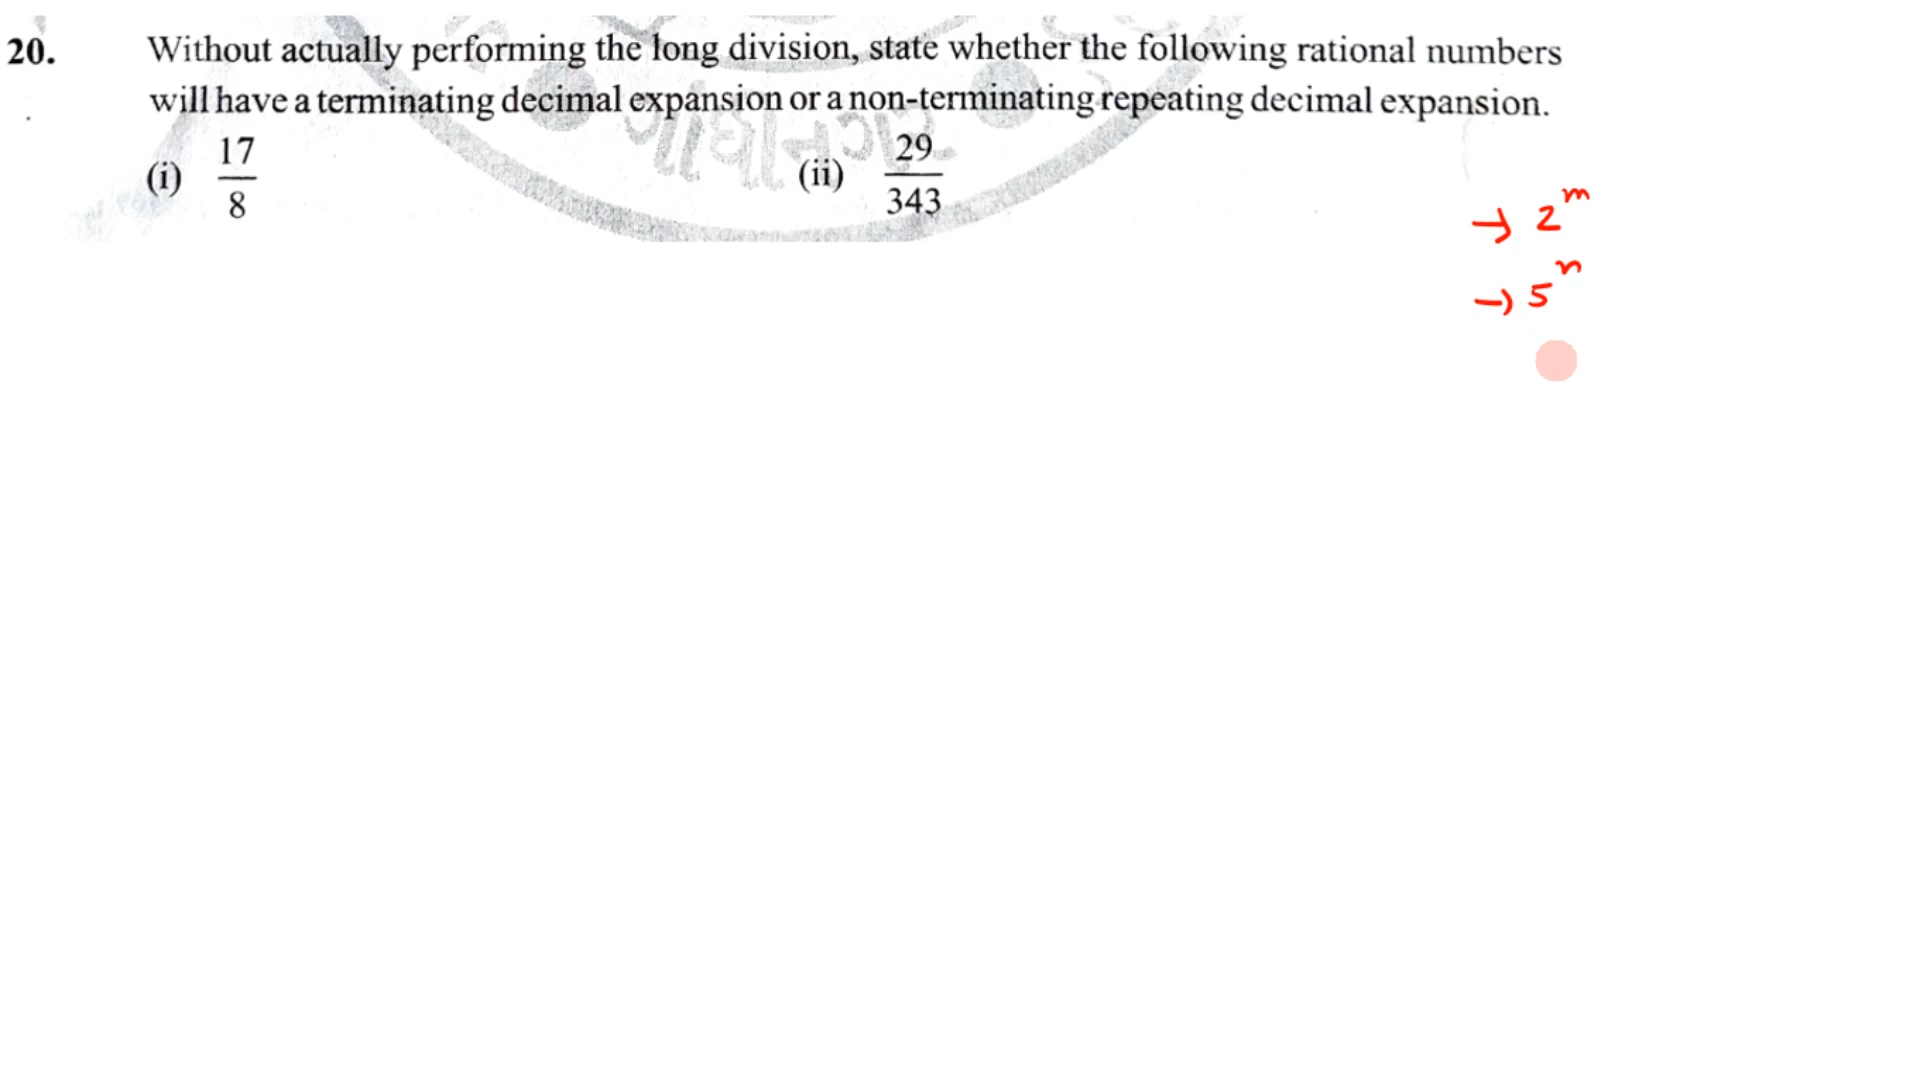 20. Without actually performing the long division, state whether the following rational numbers
will have a terminating decimal expansion or a non-terminating repeating decimal expansion.
(i) 17/8 (ii) 29/343
→ 2^m
→ 5^n